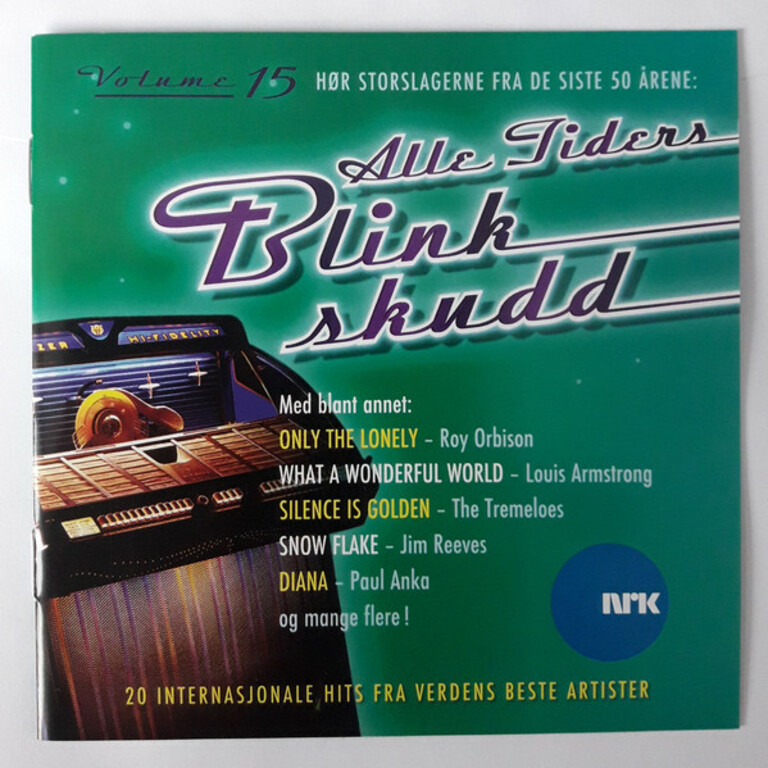 Volume 15 HØR STORSLAGERNE FRA DE SISTE 50 ÅRENE:
Alle Tiders
Blink
skudd
ZER HI-FIDELITY
Med blant annet:
ONLY THE LONELY – Roy Orbison
WHAT A WONDERFUL WORLD – Louis Armstrong
SILENCE IS GOLDEN – The Tremeloes
SNOW FLAKE – Jim Reeves
DIANA – Paul Anka
og mange flere!
NRK
20 INTERNASJONALE HITS FRA VERDENS BESTE ARTISTER